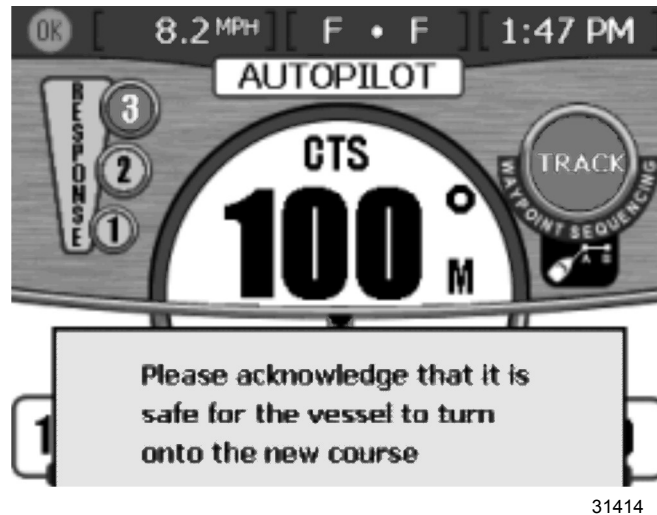 OK [ 8.2 MPH ][ F • F ][ 1:47 PM ]
AUTOPILOT
RESPONSE
3
2
1
CTS
100°
M
TRACK
WAYPOINT SEQUENCING
A B
Please acknowledge that it is
safe for the vessel to turn
onto the new course
1
31414